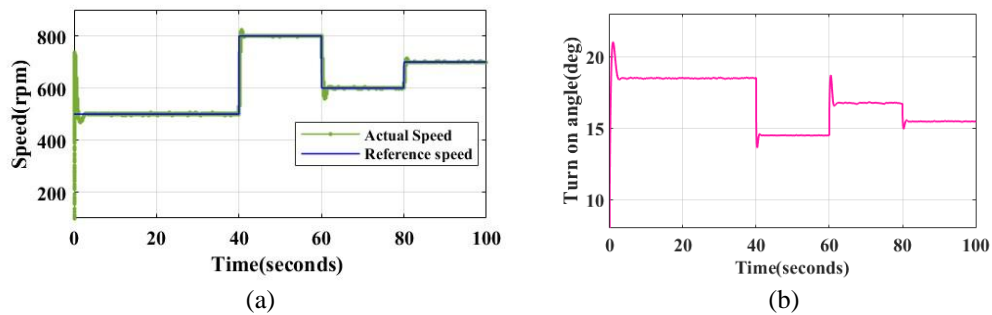 Speed(rpm)
800
600
400
200
Actual Speed
Reference speed
0
20
40
60
80
100
Time(seconds)
(a)
Turn on angle(deg)
20
15
10
0
20
40
60
80
100
Time(seconds)
(b)